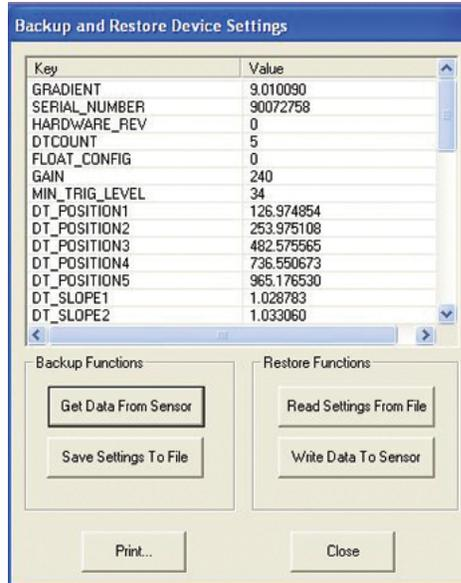 Backup and Restore Device Settings
Key Value
GRADIENT 9.010090
SERIAL_NUMBER 90072758
HARDWARE_REV 0
DTCOUNT 5
FLOAT_CONFIG 0
GAIN 240
MIN_TRIG_LEVEL 34
DT_POSITION1 126.974854
DT_POSITION2 253.975108
DT_POSITION3 482.575565
DT_POSITION4 736.550673
DT_POSITION5 965.176530
DT_SLOPE1 1.028783
DT_SLOPE2 1.033060
Backup Functions Restore Functions
Get Data From Sensor Read Settings From File
Save Settings To File Write Data To Sensor
Print... Close